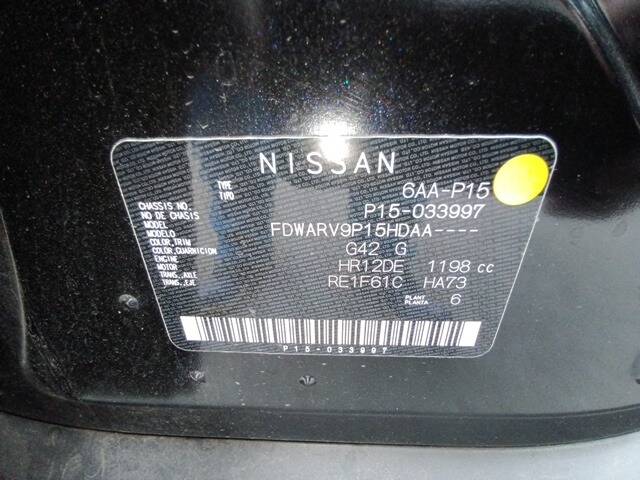 NISSAN
TYPE
TIPO
6AA-P15
CHASSIS NO
NO DE CHASIS
P15-033997
MODEL
MODELO
FDWARV9P15HDAA----
COLOR,TRIM
COLOR,GUARNICION
G42 G
ENGINE
MOTOR
HR12DE 1198 cc
TRANS.,AXLE
TRANS.,EJE
RE1F61C HA73
PLANT
PLANTA
6
P15-033997